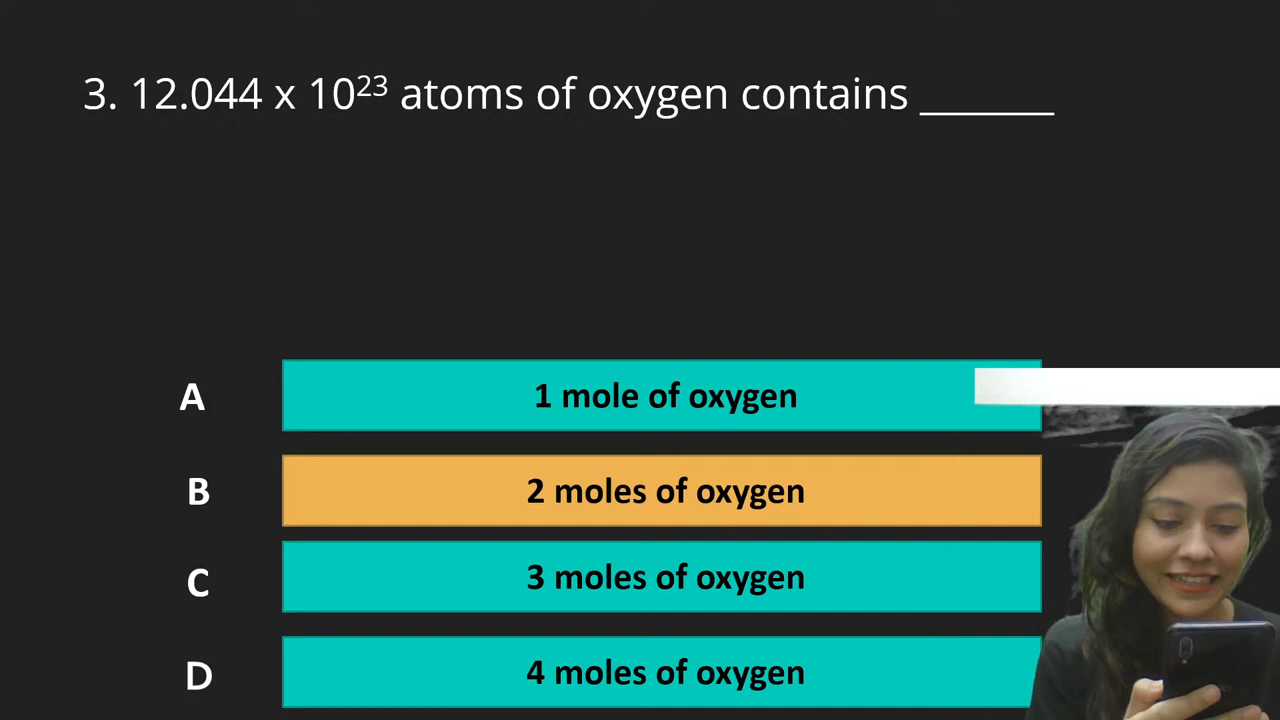 3. 12.044 x 10²³ atoms of oxygen contains ______
A 1 mole of oxygen
B 2 moles of oxygen
C 3 moles of oxygen
D 4 moles of oxygen